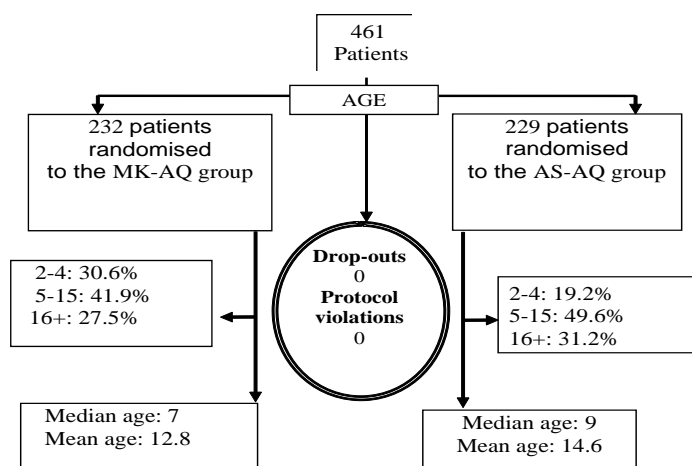 461
Patients
AGE
232 patients
randomised
to the MK-AQ group
229 patients
randomised
to the AS-AQ group
Drop-outs
0
Protocol
violations
0
2-4: 30.6%
5-15: 41.9%
16+: 27.5%
2-4: 19.2%
5-15: 49.6%
16+: 31.2%
Median age: 7
Mean age: 12.8
Median age: 9
Mean age: 14.6